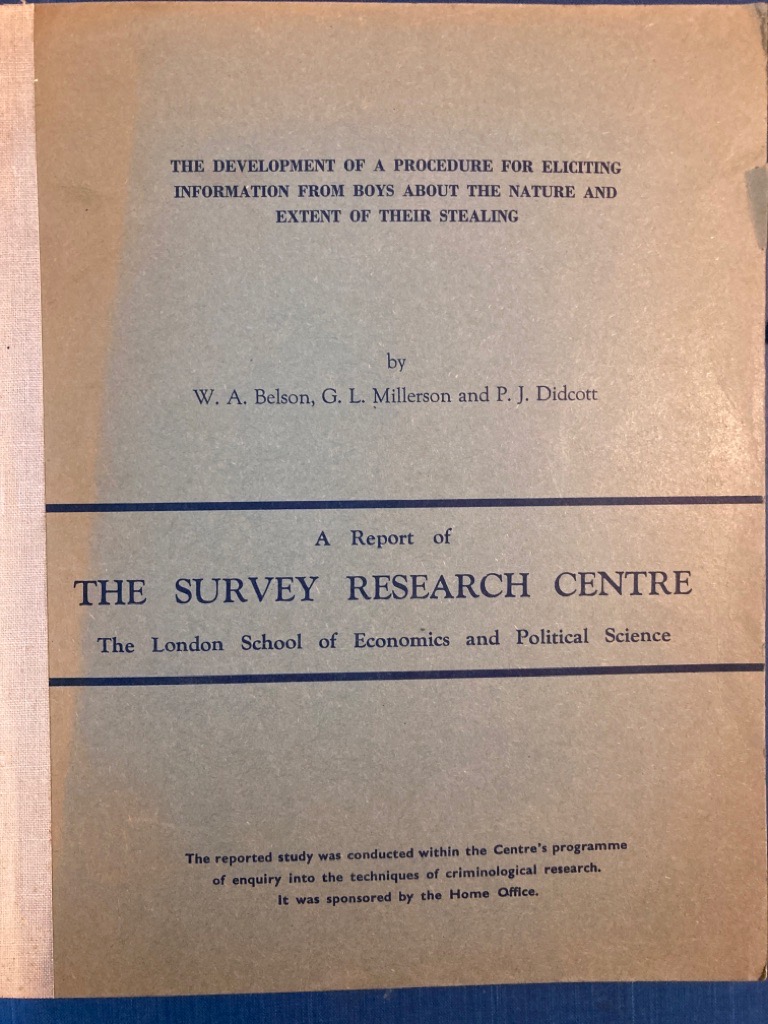 THE DEVELOPMENT OF A PROCEDURE FOR ELICITING
INFORMATION FROM BOYS ABOUT THE NATURE AND
EXTENT OF THEIR STEALING
by
W. A. Belson, G. L. Millerson and P. J. Didcott
A Report of
THE SURVEY RESEARCH CENTRE
The London School of Economics and Political Science
The reported study was conducted within the Centre's programme
of enquiry into the techniques of criminological research.
It was sponsored by the Home Office.